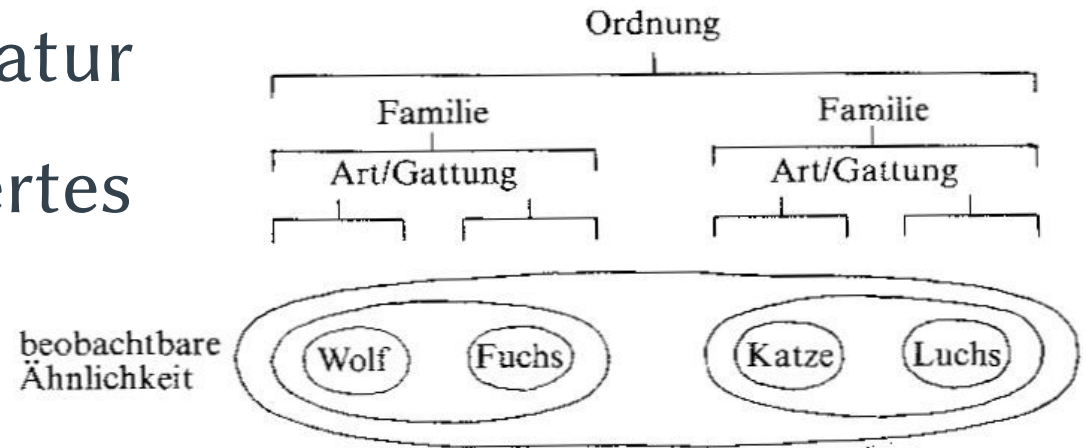 atur
ertes
Ordnung
Familie
Familie
Art/Gattung
Art/Gattung
beobachtbare
Ähnlichkeit
Wolf
Fuchs
Katze
Luchs